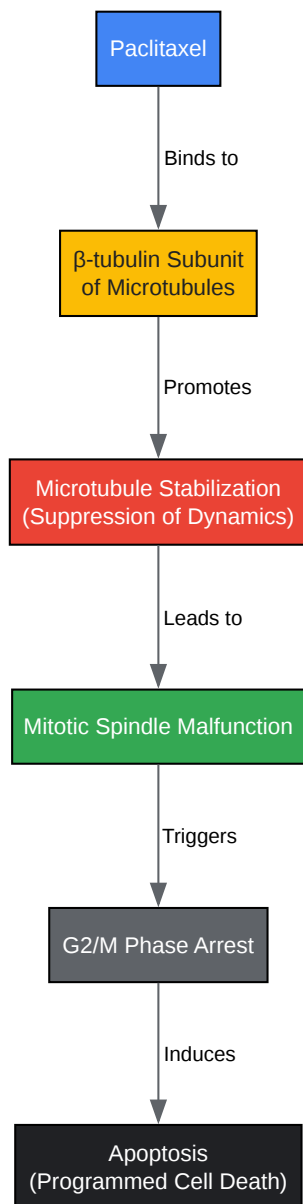 Paclitaxel
Binds to
β-tubulin Subunit
of Microtubules
Promotes
Microtubule Stabilization
(Suppression of Dynamics)
Leads to
Mitotic Spindle Malfunction
Triggers
G2/M Phase Arrest
Induces
Apoptosis
(Programmed Cell Death)